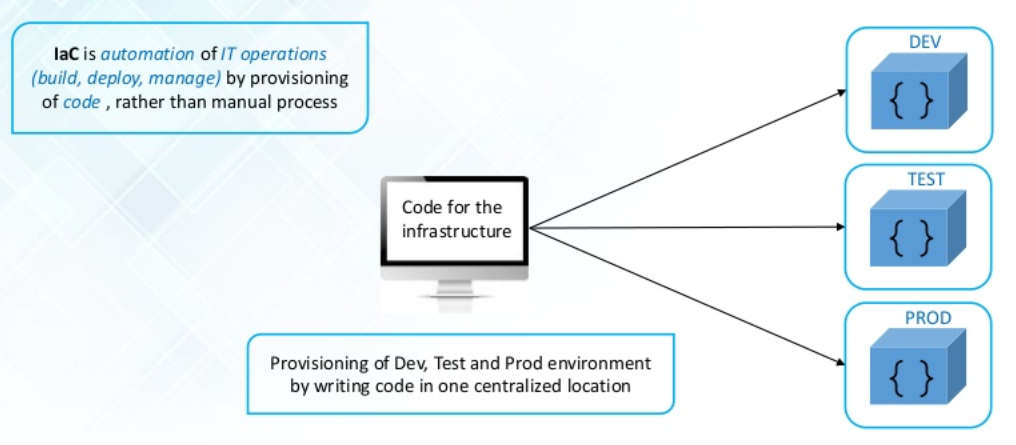 IaC is automation of IT operations
(build, deploy, manage) by provisioning
of code , rather than manual process
Code for the
infrastructure
DEV
{ }
TEST
{ }
PROD
{ }
Provisioning of Dev, Test and Prod environment
by writing code in one centralized location